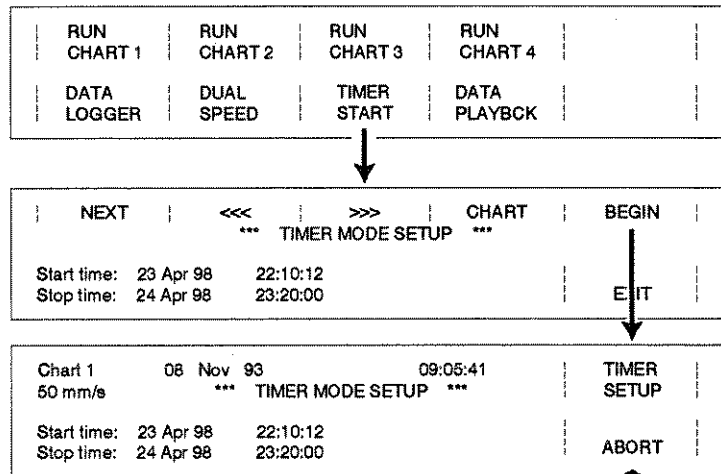 RUN RUN RUN RUN
CHART 1 CHART 2 CHART 3 CHART 4
DATA DUAL TIMER DATA
LOGGER SPEED START PLAYBCK
NEXT <<< >>> CHART BEGIN
*** TIMER MODE SETUP ***
Start time: 23 Apr 98 22:10:12
Stop time: 24 Apr 98 23:20:00 EXIT
Chart 1 08 Nov 93 09:05:41 TIMER
50 mm/s *** TIMER MODE SETUP *** SETUP
Start time: 23 Apr 98 22:10:12
Stop time: 24 Apr 98 23:20:00 ABORT